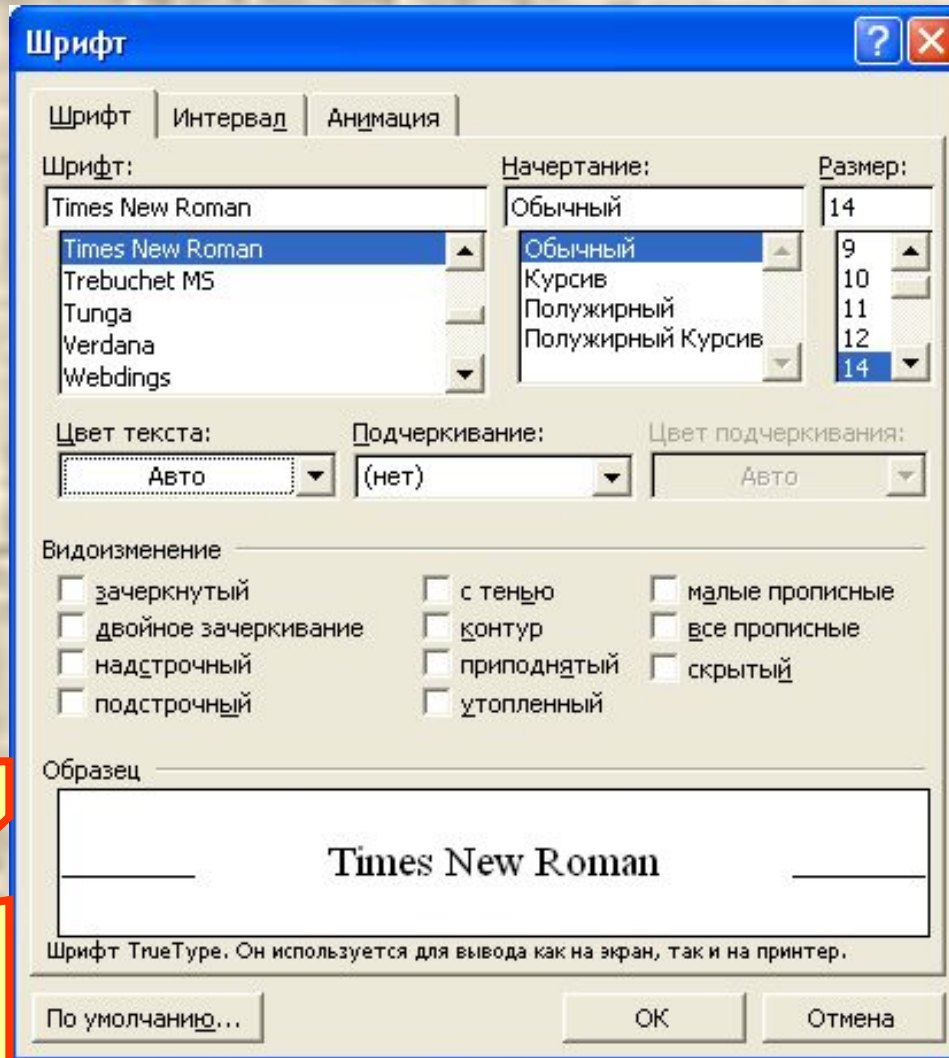 Шрифт
Шрифт Интервал Анимация
Шрифт: Начертание: Размер:
Times New Roman Обычный 14
Times New Roman Обычный 9
Trebuchet MS Курсив 10
Tunga Полужирный 11
Verdana Полужирный Курсив 12
Webdings 14
Цвет текста: Подчеркивание: Цвет подчеркивания:
Авто (нет) Авто
Видоизменение
зачеркнутый с тенью малые прописные
двойное зачеркивание контур все прописные
надстрочный приподнятый скрытый
подстрочный утопленный
Образец
Times New Roman
Шрифт TrueType. Он используется для вывода как на экран, так и на принтер.
По умолчанию... ОК Отмена